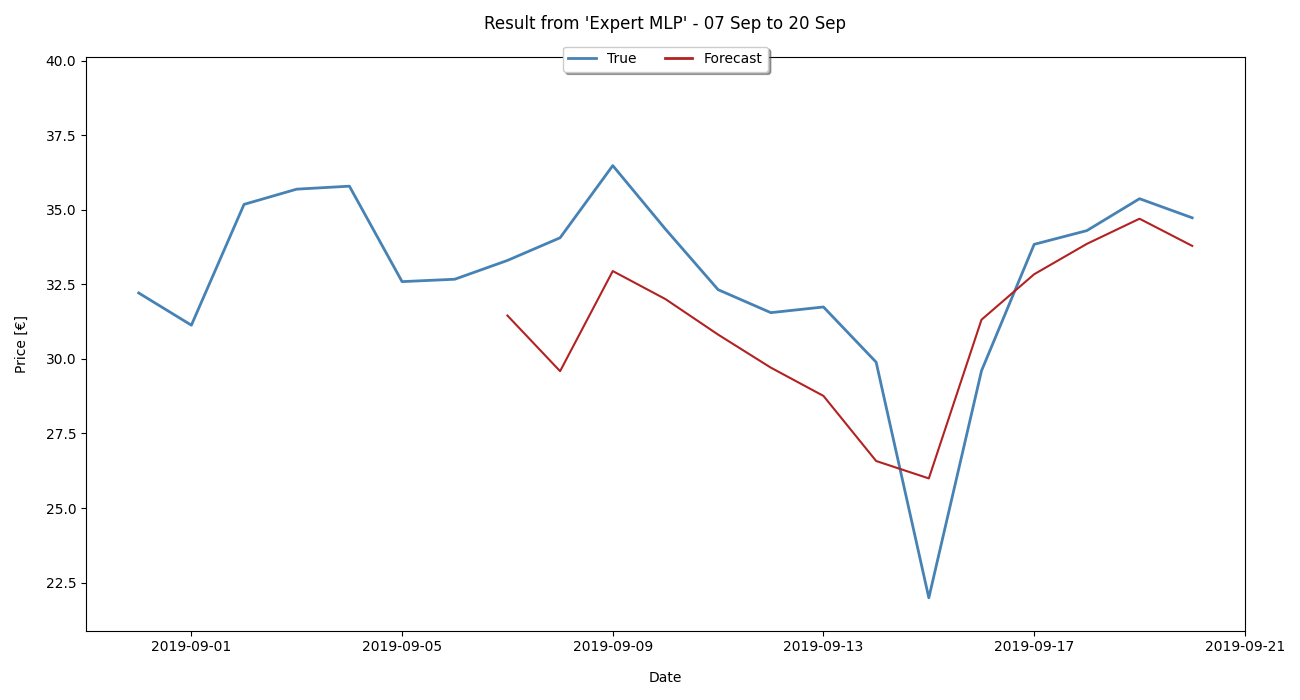 Result from 'Expert MLP' - 07 Sep to 20 Sep
True Forecast
40.0
37.5
35.0
32.5
30.0
27.5
25.0
22.5
Price [€]
2019-09-01 2019-09-05 2019-09-09 2019-09-13 2019-09-17 2019-09-21
Date